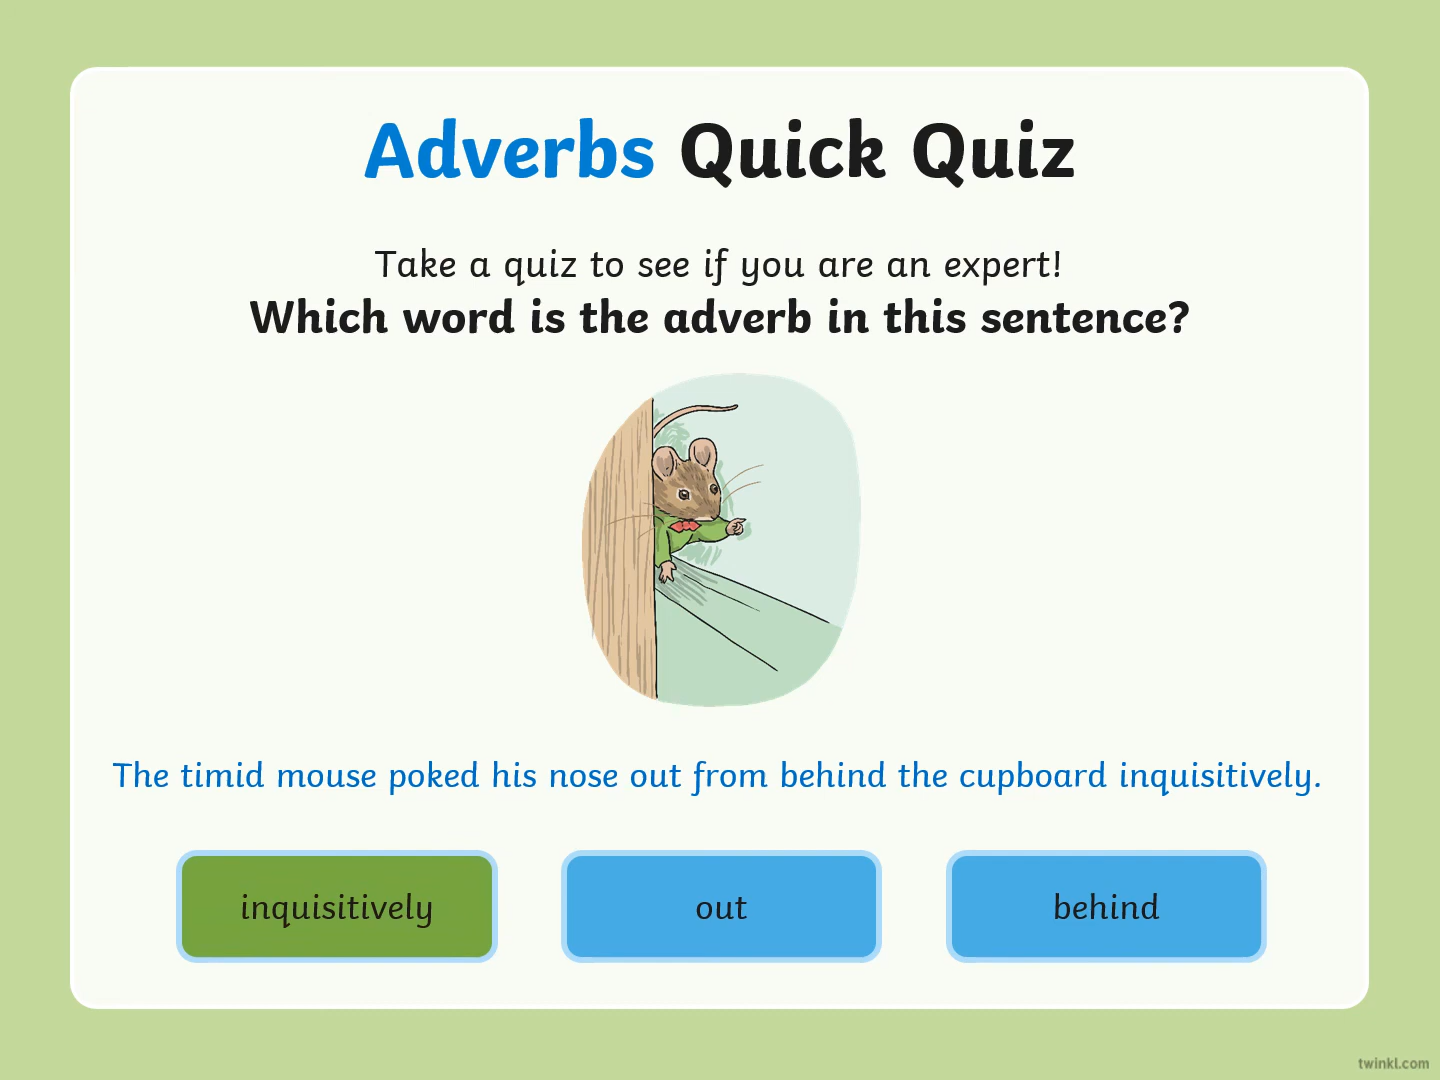 Adverbs Quick Quiz
Take a quiz to see if you are an expert!
Which word is the adverb in this sentence?
The timid mouse poked his nose out from behind the cupboard inquisitively.
inquisitively
out
behind
twinkl.com